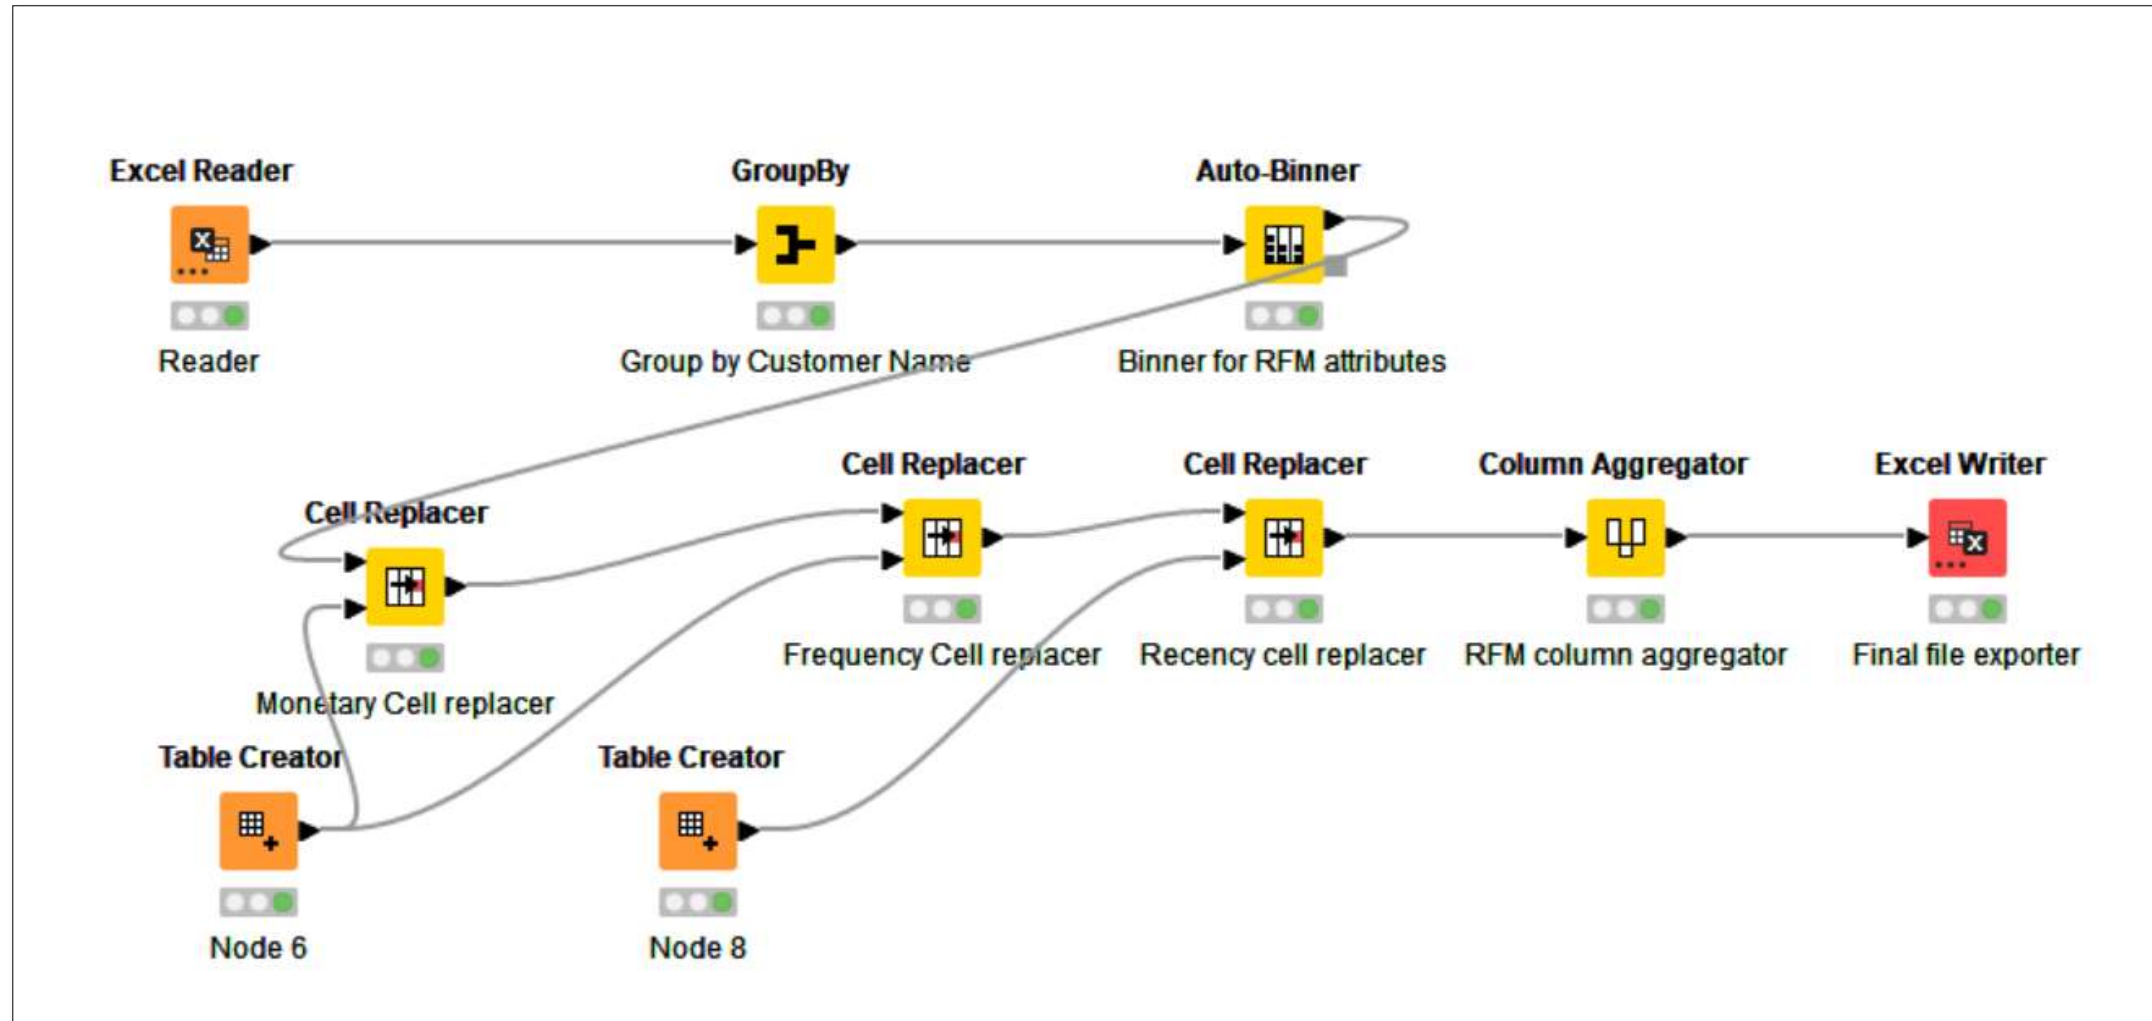 Excel Reader
GroupBy
Auto-Binner
Reader
Group by Customer Name
Binner for RFM attributes
Cell Replacer
Cell Replacer
Column Aggregator
Excel Writer
Cell Replacer
Frequency Cell replacer
Recency cell replacer
RFM column aggregator
Final file exporter
Monetary Cell replacer
Table Creator
Table Creator
Node 6
Node 8